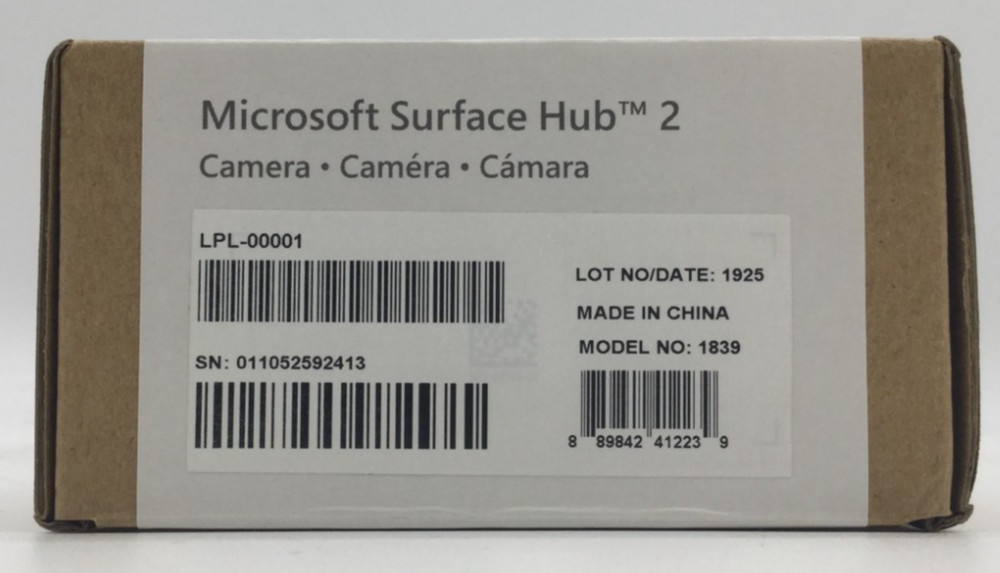 Microsoft Surface Hub™ 2
Camera • Caméra • Cámara
LPL-00001
SN: 011052592413
LOT NO/DATE: 1925
MADE IN CHINA
MODEL NO: 1839
8 89842 41223 9